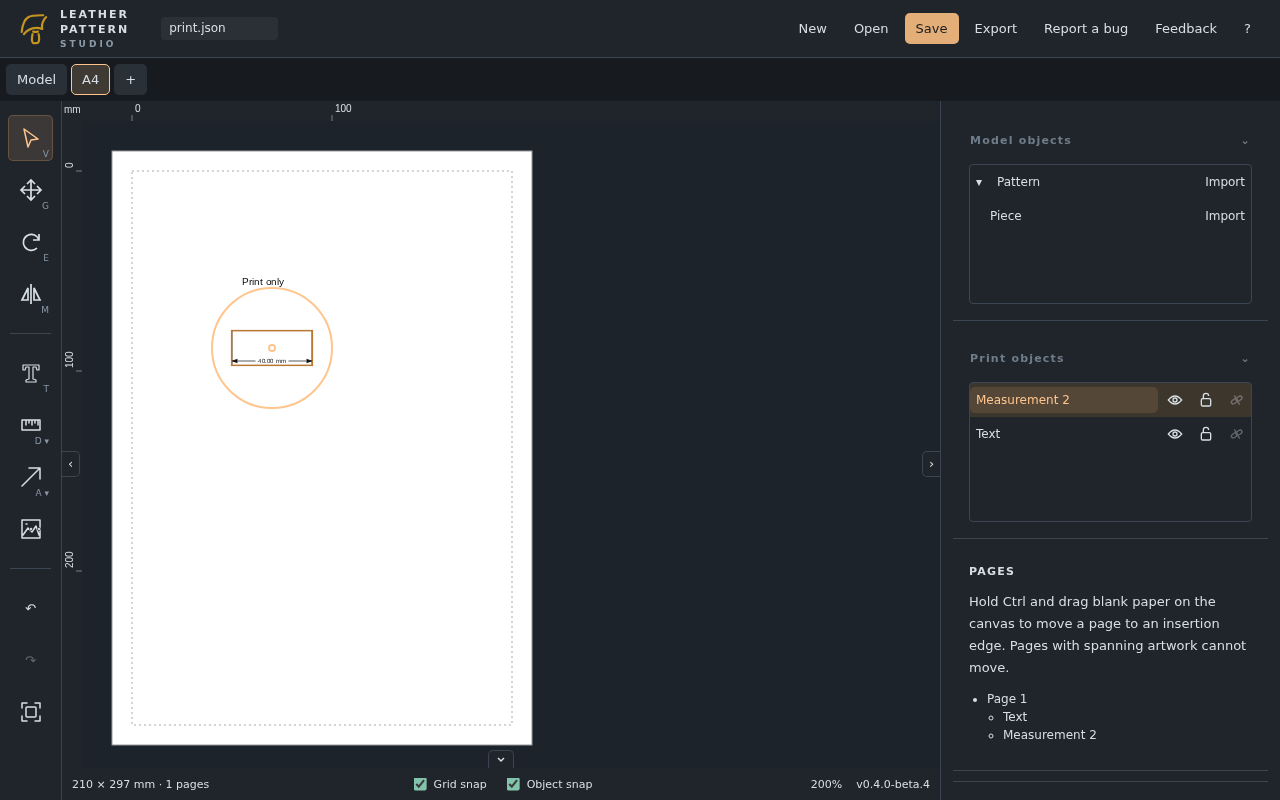 LEATHER
PATTERN
STUDIO
print.json
New Open Save Export Report a bug Feedback ?
Model A4 +
mm 0 100
0
100
200
V
G
E
M
T
D ▾
A ▾
Print only
40.00 mm
‹
›
Model objects
▾ Pattern Import
Piece Import
Print objects
Measurement 2
Text
PAGES
Hold Ctrl and drag blank paper on the
canvas to move a page to an insertion
edge. Pages with spanning artwork cannot
move.
• Page 1
◦ Text
◦ Measurement 2
210 × 297 mm · 1 pages Grid snap Object snap 200% v0.4.0-beta.4